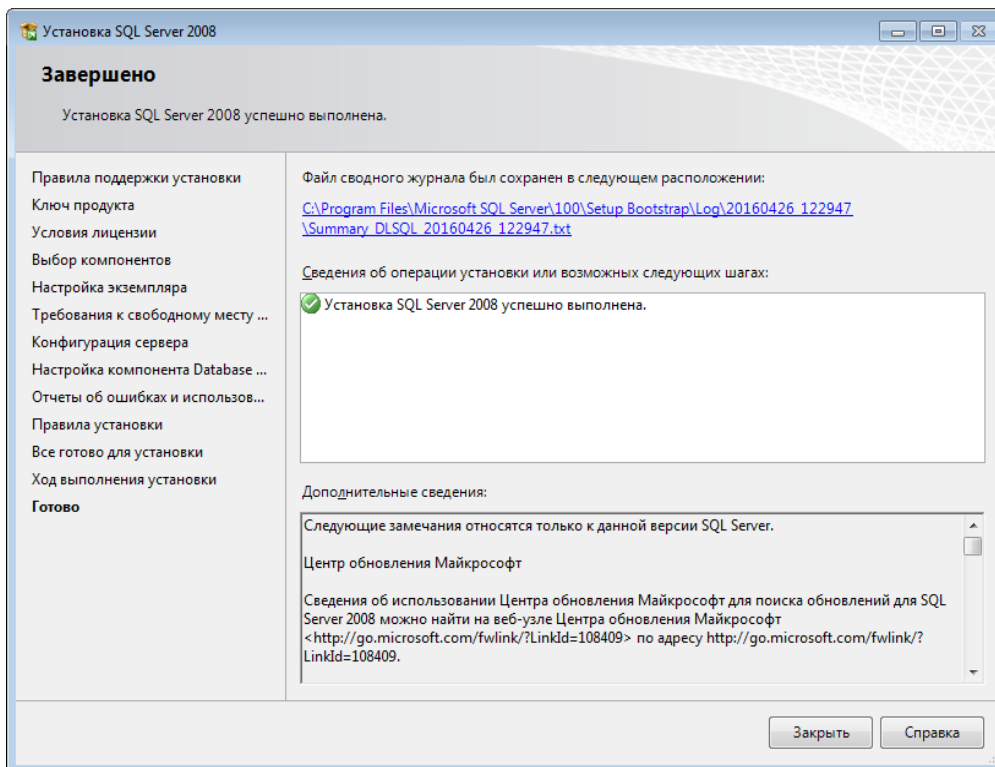 Установка SQL Server 2008
Завершено
Установка SQL Server 2008 успешно выполнена.
Правила поддержки установки
Ключ продукта
Условия лицензии
Выбор компонентов
Настройка экземпляра
Требования к свободному месту ...
Конфигурация сервера
Настройка компонента Database ...
Отчеты об ошибках и использов...
Правила установки
Все готово для установки
Ход выполнения установки
Готово
Файл сводного журнала был сохранен в следующем расположении:
C:\Program Files\Microsoft SQL Server\100\Setup Bootstrap\Log\20160426_122947
\Summary_DLSQL_20160426_122947.txt
Сведения об операции установки или возможных следующих шагах:
Установка SQL Server 2008 успешно выполнена.
Дополнительные сведения:
Следующие замечания относятся только к данной версии SQL Server.
Центр обновления Майкрософт
Сведения об использовании Центра обновления Майкрософт для поиска обновлений для SQL
Server 2008 можно найти на веб-узле Центра обновления Майкрософт
<http://go.microsoft.com/fwlink/?LinkId=108409> по адресу http://go.microsoft.com/fwlink/?
LinkId=108409.
Закрыть
Справка